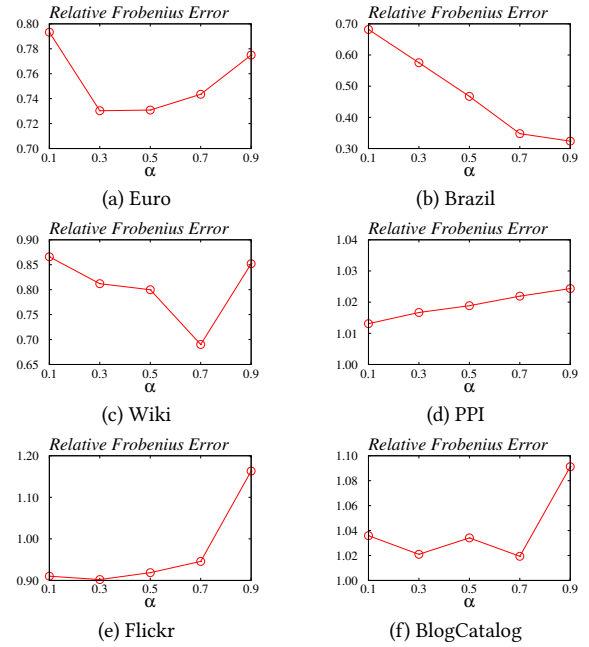 Relative Frobenius Error
0.80
0.78
0.76
0.74
0.72
0.70
0.1 0.3 0.5 0.7 0.9
α
(a) Euro
Relative Frobenius Error
0.70
0.60
0.50
0.40
0.30
0.1 0.3 0.5 0.7 0.9
α
(b) Brazil
Relative Frobenius Error
0.90
0.85
0.80
0.75
0.70
0.65
0.1 0.3 0.5 0.7 0.9
α
(c) Wiki
Relative Frobenius Error
1.04
1.03
1.02
1.01
1.00
0.1 0.3 0.5 0.7 0.9
α
(d) PPI
Relative Frobenius Error
1.20
1.10
1.00
0.90
0.1 0.3 0.5 0.7 0.9
α
(e) Flickr
Relative Frobenius Error
1.10
1.08
1.06
1.04
1.02
1.00
0.1 0.3 0.5 0.7 0.9
α
(f) BlogCatalog